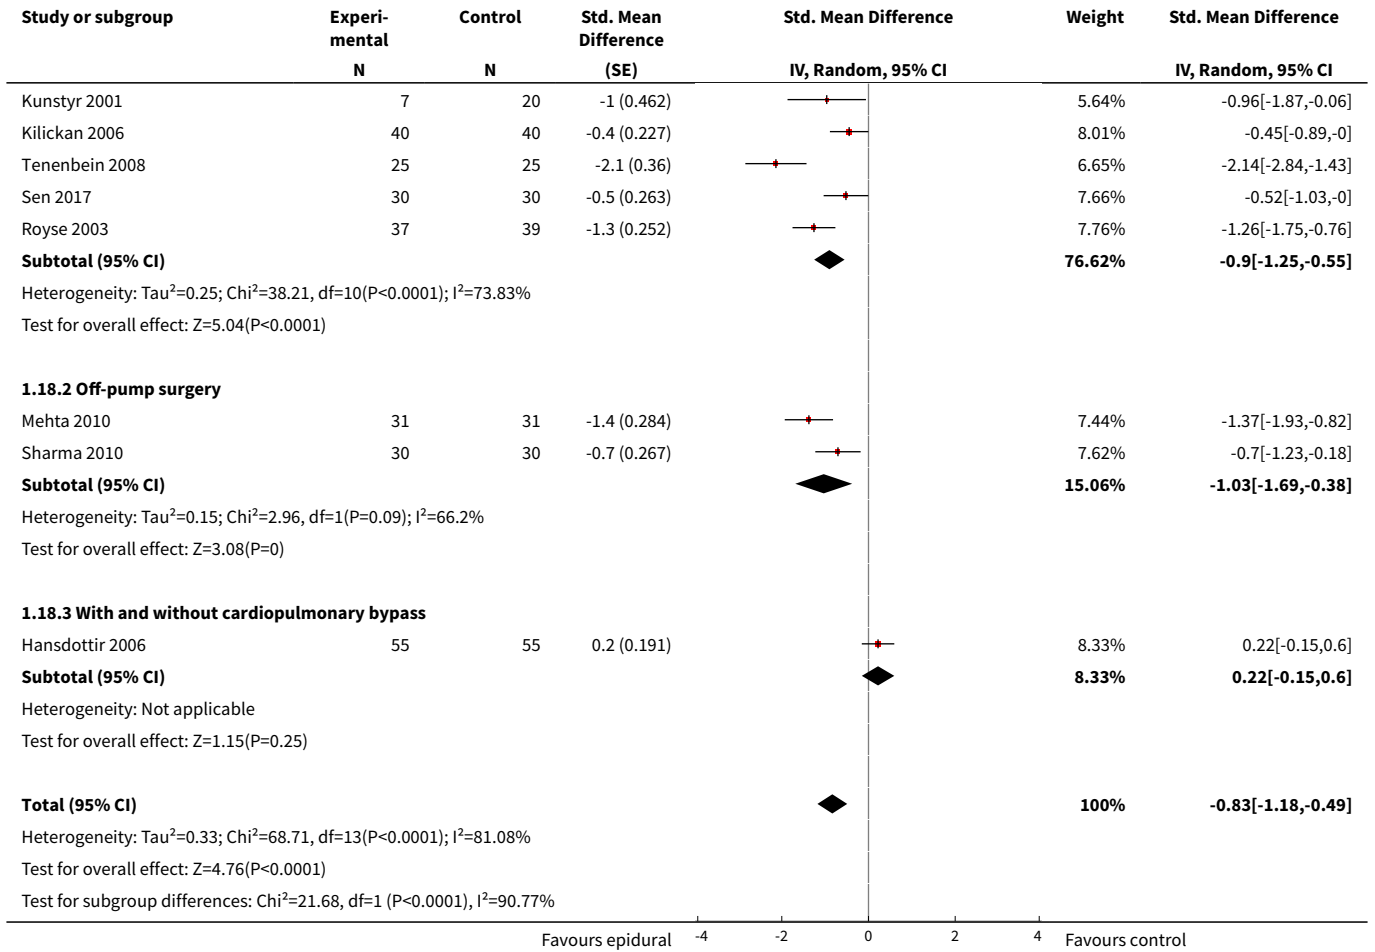 Study or subgroup Experi-mental Control Std. Mean Difference Std. Mean Difference Weight Std. Mean Difference
N N (SE) IV, Random, 95% CI IV, Random, 95% CI
Kunstyr 2001 7 20 -1 (0.462) 5.64% -0.96[-1.87,-0.06]
Kilickan 2006 40 40 -0.4 (0.227) 8.01% -0.45[-0.89,-0]
Tenenbein 2008 25 25 -2.1 (0.36) 6.65% -2.14[-2.84,-1.43]
Sen 2017 30 30 -0.5 (0.263) 7.66% -0.52[-1.03,-0]
Royse 2003 37 39 -1.3 (0.252) 7.76% -1.26[-1.75,-0.76]
Subtotal (95% CI) 76.62% -0.9[-1.25,-0.55]
Heterogeneity: Tau²=0.25; Chi²=38.21, df=10(P<0.0001); I²=73.83%
Test for overall effect: Z=5.04(P<0.0001)
1.18.2 Off-pump surgery
Mehta 2010 31 31 -1.4 (0.284) 7.44% -1.37[-1.93,-0.82]
Sharma 2010 30 30 -0.7 (0.267) 7.62% -0.7[-1.23,-0.18]
Subtotal (95% CI) 15.06% -1.03[-1.69,-0.38]
Heterogeneity: Tau²=0.15; Chi²=2.96, df=1(P=0.09); I²=66.2%
Test for overall effect: Z=3.08(P=0)
1.18.3 With and without cardiopulmonary bypass
Hansdottir 2006 55 55 0.2 (0.191) 8.33% 0.22[-0.15,0.6]
Subtotal (95% CI) 8.33% 0.22[-0.15,0.6]
Heterogeneity: Not applicable
Test for overall effect: Z=1.15(P=0.25)
Total (95% CI) 100% -0.83[-1.18,-0.49]
Heterogeneity: Tau²=0.33; Chi²=68.71, df=13(P<0.0001); I²=81.08%
Test for overall effect: Z=4.76(P<0.0001)
Test for subgroup differences: Chi²=21.68, df=1 (P<0.0001), I²=90.77%
Favours epidural -4 -2 0 2 4 Favours control